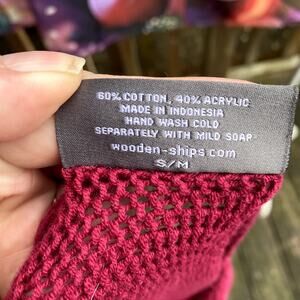 60% COTTON, 40% ACRYLIC
MADE IN INDONESIA
HAND WASH COLD
SEPARATELY WITH MILD SOAP
wooden-ships.com
S/M